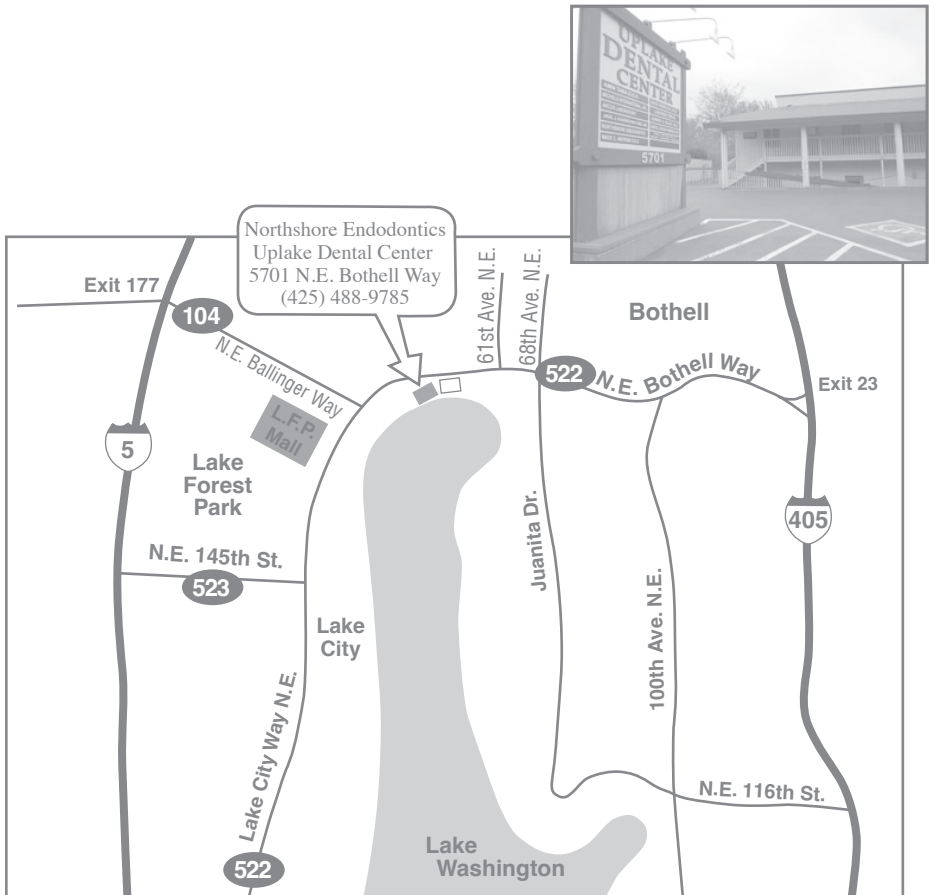 UPLAKE
DENTAL
CENTER
5701
Northshore Endodontics
Uplake Dental Center
5701 N.E. Bothell Way
(425) 488-9785
61st Ave. N.E.
68th Ave. N.E.
Exit 177
104
N.E. Ballinger Way
Bothell
522
N.E. Bothell Way
Exit 23
L.F.P.
Mall
5
Lake
Forest
Park
405
Juanita Dr.
N.E. 145th St.
523
Lake
City
100th Ave. N.E.
Lake City Way N.E.
N.E. 116th St.
Lake
Washington
522